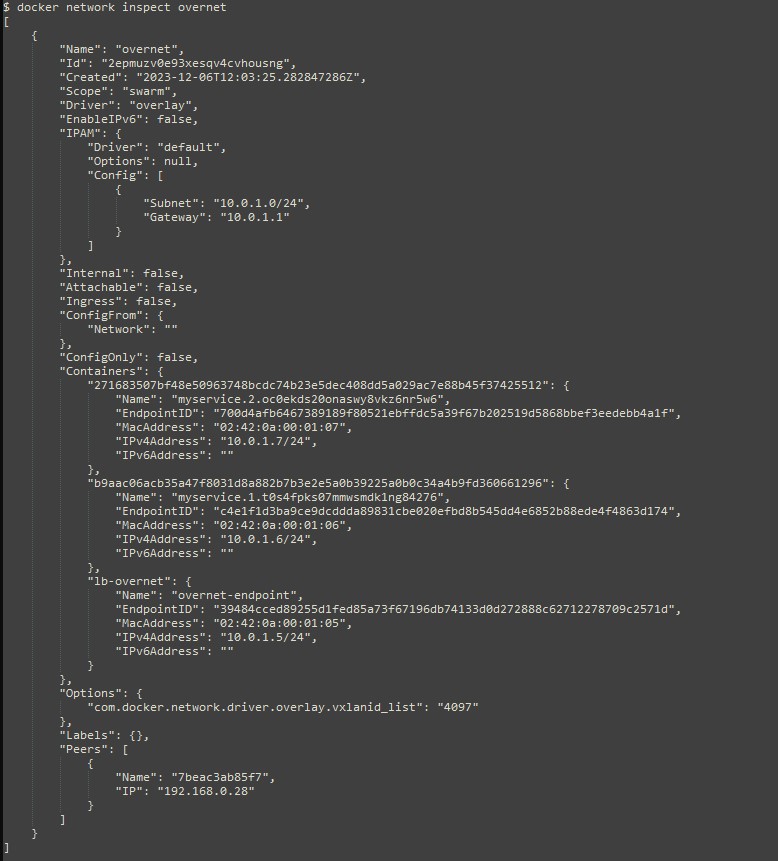 $ docker network inspect overnet
[
    {
        "Name": "overnet",
        "Id": "2epmuzv0e93xesqv4cvhousng",
        "Created": "2023-12-06T12:03:25.282847286Z",
        "Scope": "swarm",
        "Driver": "overlay",
        "EnableIPv6": false,
        "IPAM": {
            "Driver": "default",
            "Options": null,
            "Config": [
                {
                    "Subnet": "10.0.1.0/24",
                    "Gateway": "10.0.1.1"
                }
            ]
        },
        "Internal": false,
        "Attachable": false,
        "Ingress": false,
        "ConfigFrom": {
            "Network": ""
        },
        "ConfigOnly": false,
        "Containers": {
            "271683507bf48e50963748bcdc74b23e5dec408dd5a029ac7e88b45f37425512": {
                "Name": "myservice.2.oc0ekds20onaswy8vkz6nr5w6",
                "EndpointID": "700d4afb6467389189f80521ebffdc5a39f67b202519d5868bbef3eedebb4a1f",
                "MacAddress": "02:42:0a:00:01:07",
                "IPv4Address": "10.0.1.7/24",
                "IPv6Address": ""
            },
            "b9aac06acb35a47f8031d8a882b7b3e2e5a0b39225a0b0c34a4b9fd360661296": {
                "Name": "myservice.1.t0s4fpks07mmwsmdk1ng84276",
                "EndpointID": "c4e1f1d3ba9ce9dcddda89831cbe020efbd8b545dd4e6852b88ede4f4863d174",
                "MacAddress": "02:42:0a:00:01:06",
                "IPv4Address": "10.0.1.6/24",
                "IPv6Address": ""
            },
            "lb-overnet": {
                "Name": "overnet-endpoint",
                "EndpointID": "39484cced89255d1fed85a73f67196db74133d0d272888c62712278709c2571d",
                "MacAddress": "02:42:0a:00:01:05",
                "IPv4Address": "10.0.1.5/24",
                "IPv6Address": ""
            }
        },
        "Options": {
            "com.docker.network.driver.overlay.vxlanid_list": "4097"
        },
        "Labels": {},
        "Peers": [
            {
                "Name": "7beac3ab85f7",
                "IP": "192.168.0.28"
            }
        ]
    }
]